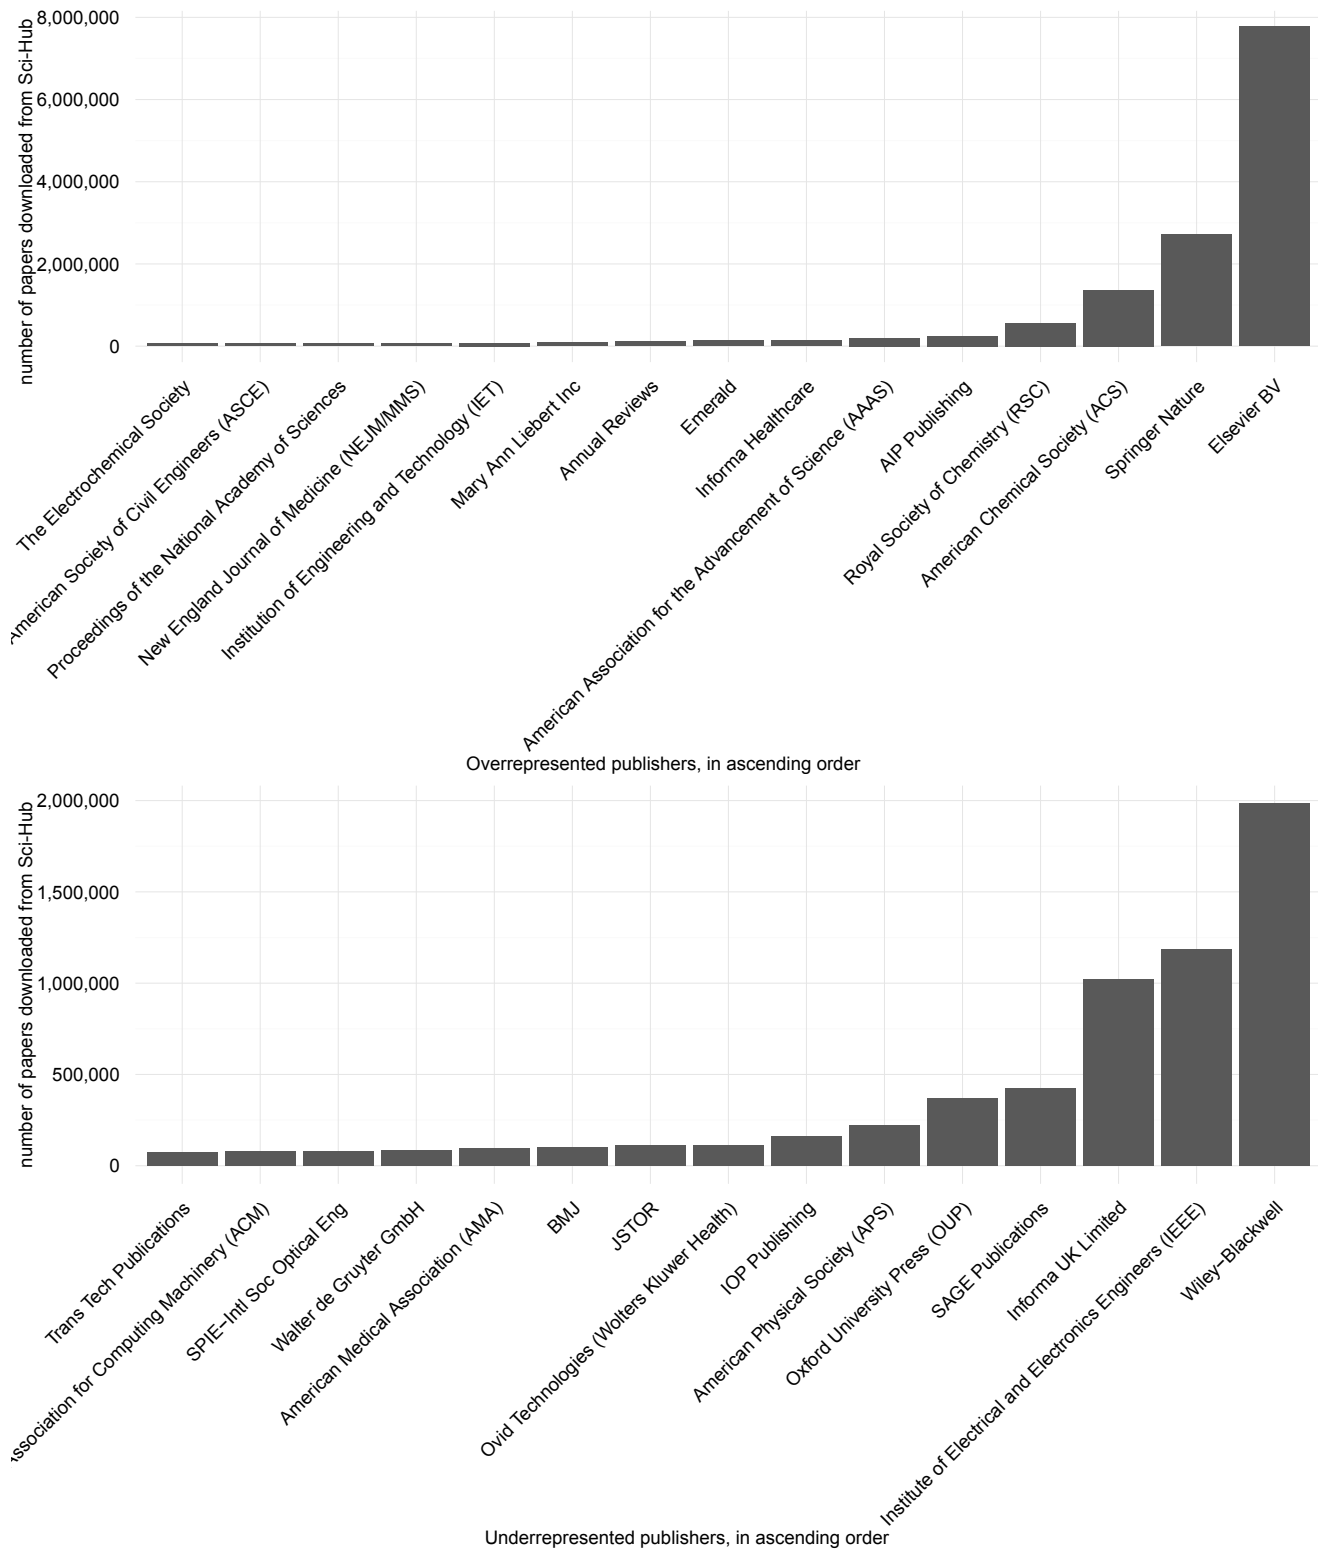 number of papers downloaded from Sci-Hub
8,000,000
6,000,000
4,000,000
2,000,000
0
The Electrochemical Society
American Society of Civil Engineers (ASCE)
Proceedings of the National Academy of Sciences
New England Journal of Medicine (NEJM/MMS)
Institution of Engineering and Technology (IET)
Mary Ann Liebert Inc
Annual Reviews
Emerald
Informa Healthcare
American Association for the Advancement of Science (AAAS)
AIP Publishing
Royal Society of Chemistry (RSC)
American Chemical Society (ACS)
Springer Nature
Elsevier BV
Overrepresented publishers, in ascending order
number of papers downloaded from Sci-Hub
2,000,000
1,500,000
1,000,000
500,000
0
Trans Tech Publications
ssociation for Computing Machinery (ACM)
SPIE−Intl Soc Optical Eng
Walter de Gruyter GmbH
American Medical Association (AMA)
BMJ
JSTOR
Ovid Technologies (Wolters Kluwer Health)
IOP Publishing
American Physical Society (APS)
Oxford University Press (OUP)
SAGE Publications
Informa UK Limited
Institute of Electrical and Electronics Engineers (IEEE)
Wiley−Blackwell
Underrepresented publishers, in ascending order